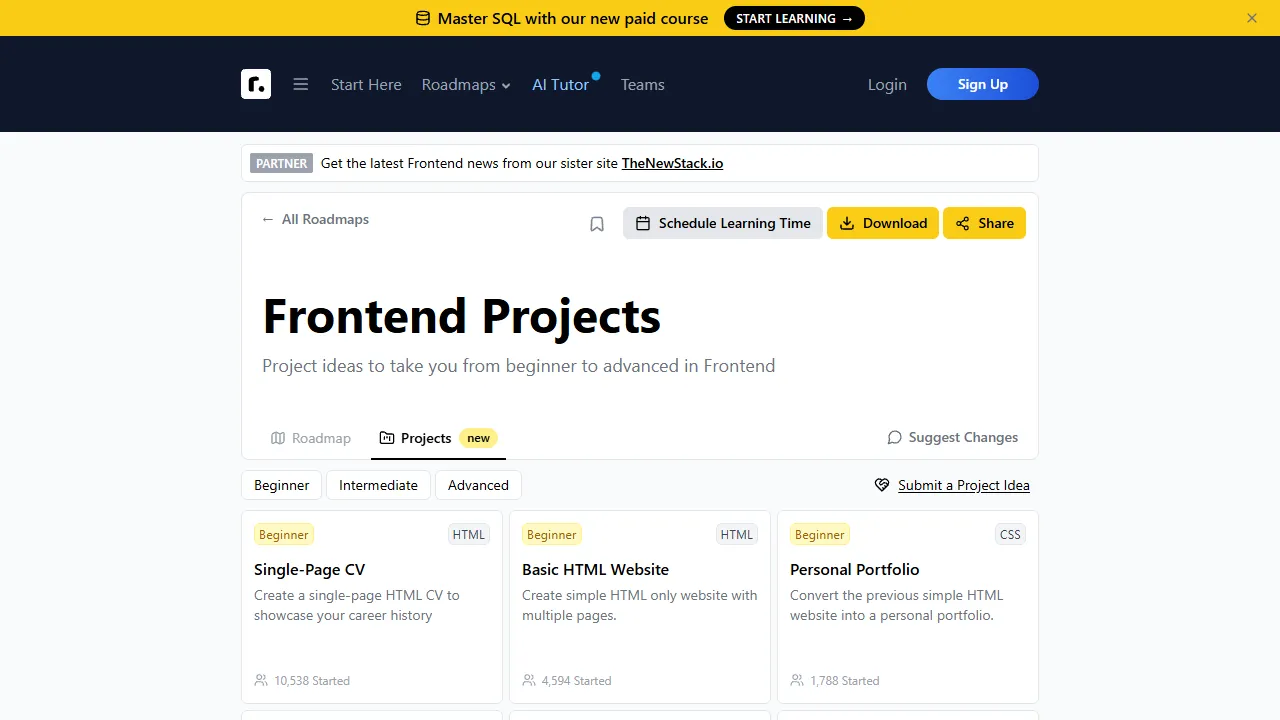 Master SQL with our new paid course START LEARNING →
r.
Start Here Roadmaps AI Tutor Teams Login Sign Up
PARTNER Get the latest Frontend news from our sister site TheNewStack.io
← All Roadmaps Schedule Learning Time Download Share
Frontend Projects
Project ideas to take you from beginner to advanced in Frontend
Roadmap Projects new Suggest Changes
Beginner Intermediate Advanced Submit a Project Idea
Beginner HTML
Single-Page CV
Create a single-page HTML CV to
showcase your career history
10,538 Started
Beginner HTML
Basic HTML Website
Create simple HTML only website with
multiple pages.
4,594 Started
Beginner CSS
Personal Portfolio
Convert the previous simple HTML
website into a personal portfolio.
1,788 Started